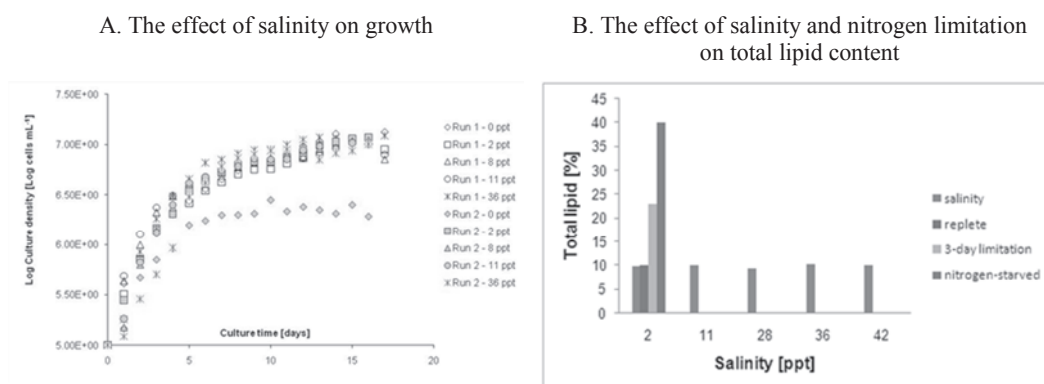 A. The effect of salinity on growth
7.50E+00
7.00E+00
6.50E+00
6.00E+00
5.50E+00
5.00E+00
Log Culture density [Log cells mL⁻¹]
Culture time [days]
0
5
10
15
20
Run 1 - 0 ppt
Run 1 - 2 ppt
Run 1 - 8 ppt
Run 1 - 11 ppt
Run 1 - 36 ppt
Run 2 - 0 ppt
Run 2 - 2 ppt
Run 2 - 8 ppt
Run 2 - 11 ppt
Run 2 - 36 ppt
B. The effect of salinity and nitrogen limitation
on total lipid content
45
40
35
30
25
20
15
10
5
0
Total lipid [%]
2
11
28
36
42
Salinity [ppt]
salinity
replete
3-day limitation
nitrogen-starved